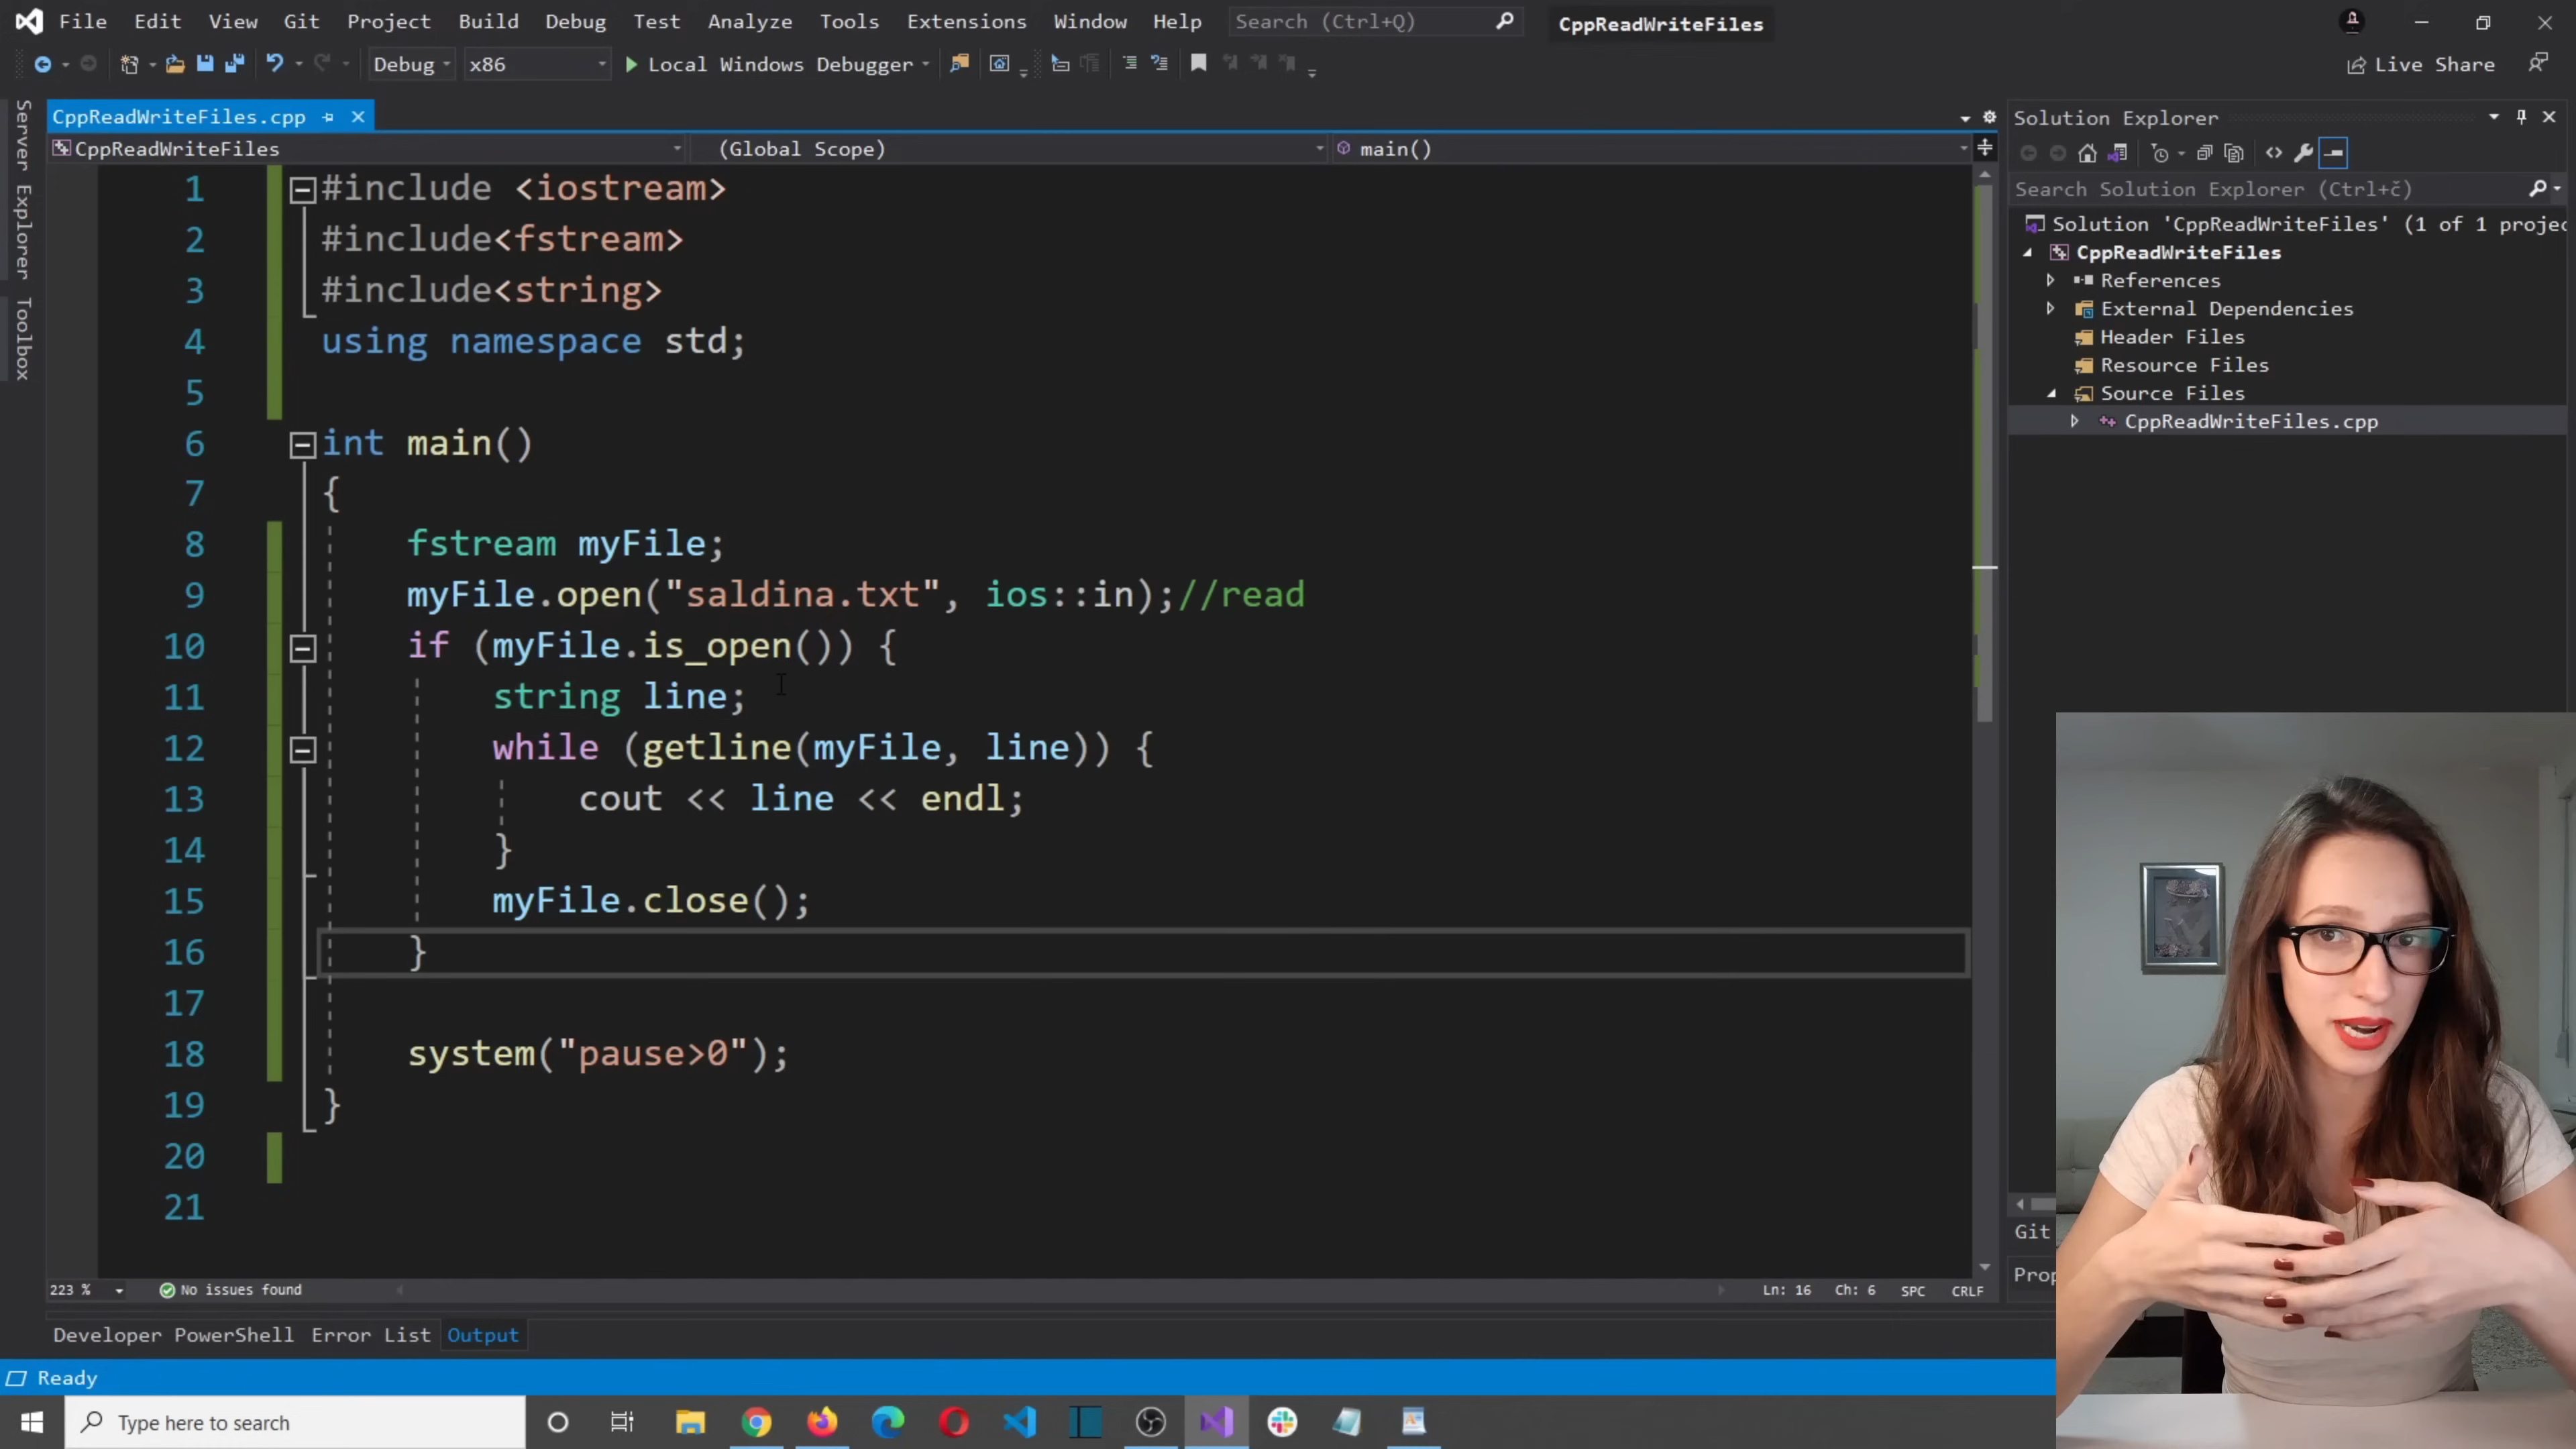 File Edit View Git Project Build Debug Test Analyze Tools Extensions Window Help Search (Ctrl+Q) CppReadWriteFiles
Debug x86 Local Windows Debugger Live Share
Server Explorer
Toolbox
CppReadWriteFiles.cpp
CppReadWriteFiles (Global Scope) main()
1 #include <iostream>
2 #include<fstream>
3 #include<string>
4 using namespace std;
5
6 int main()
7 {
8 fstream myFile;
9 myFile.open("saldina.txt", ios::in);//read
10 if (myFile.is_open()) {
11 string line;
12 while (getline(myFile, line)) {
13 cout << line << endl;
14 }
15 myFile.close();
16 }
17
18 system("pause>0");
19 }
20
21
223 % No issues found Ln: 16 Ch: 6 SPC CRLF
Developer PowerShell Error List Output
Ready
Solution Explorer
Search Solution Explorer (Ctrl+č)
Solution 'CppReadWriteFiles' (1 of 1 projec
CppReadWriteFiles
References
External Dependencies
Header Files
Resource Files
Source Files
CppReadWriteFiles.cpp
Git
Prop
Type here to search